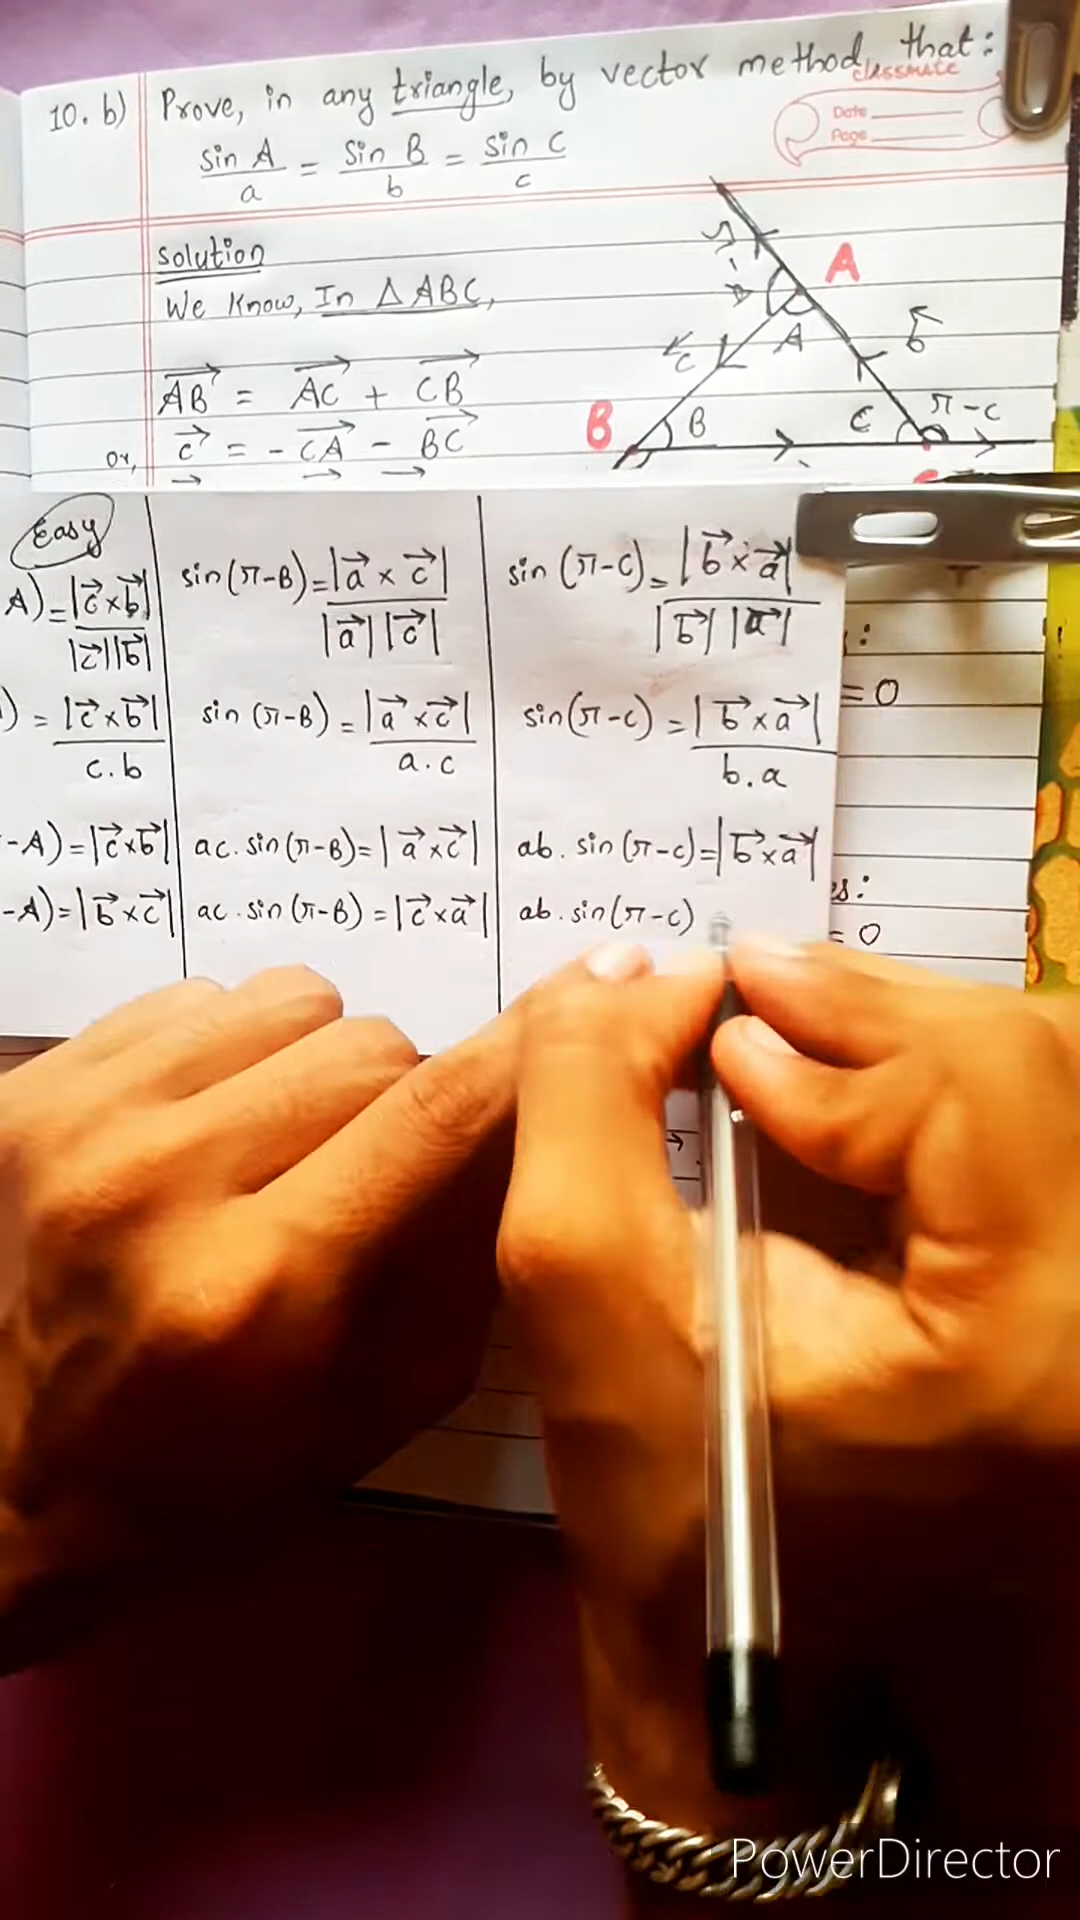 10. b) Prove, in any triangle, by vector method, that:
classmate
Date
Page
sin A/a = sin B/b = sin C/c
solution
We Know, In △ABC,
A
π-A
A
c⃗
b⃗
B
B
C
π-C
AB⃗ = AC⃗ + CB⃗
or, c⃗ = - CA⃗ - BC⃗
Easy
A) = |c⃗ × b⃗| / |c⃗||b⃗|
sin(π-B) = |a⃗ × c⃗| / |a⃗||c⃗|
sin (π-C) = |b⃗ × a⃗| / |b⃗| |a⃗|
:
) = |c⃗ × b⃗| / c.b
sin (π-B) = |a⃗ × c⃗| / a.c
sin(π-C) = |b⃗ × a⃗| / b.a
= 0
-A) = |c⃗ × b⃗|
ac. sin(π-B) = |a⃗ × c⃗|
ab. sin(π-C) = |b⃗ × a⃗|
s:
-A) = |b⃗ × c⃗|
ac. sin(π-B) = |c⃗ × a⃗|
ab. sin(π-C)
= 0
PowerDirector